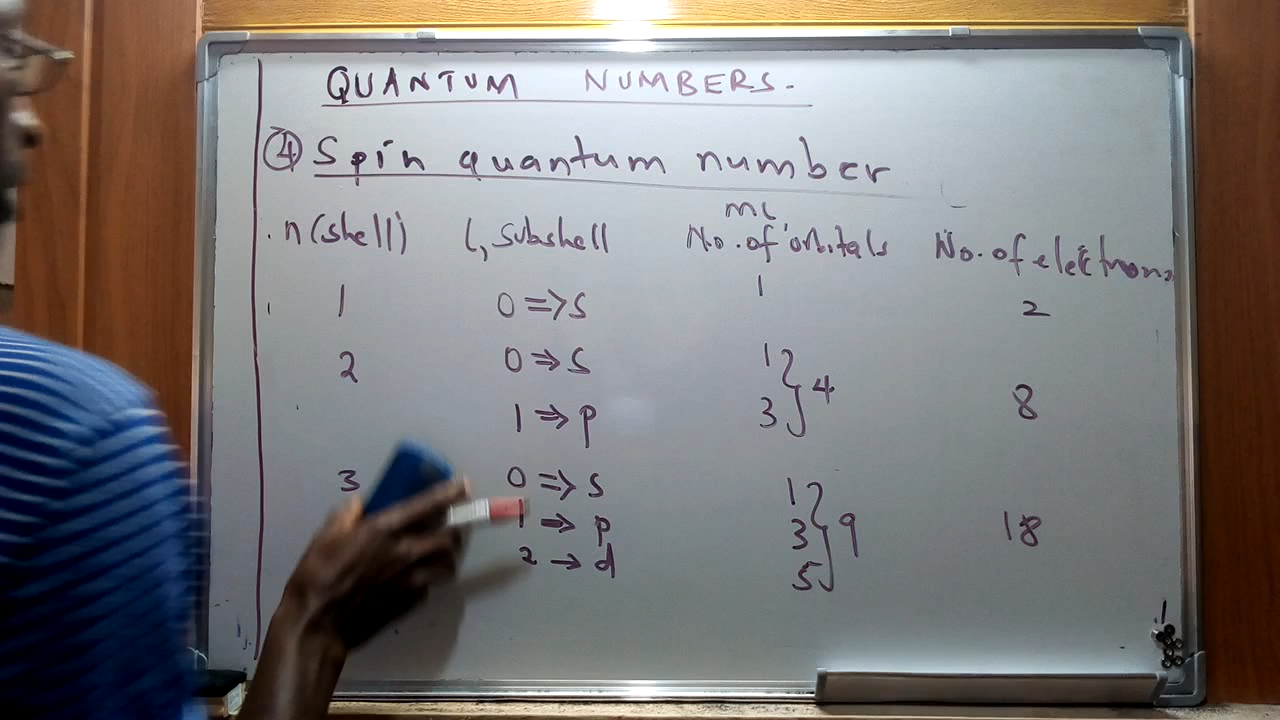 QUANTUM NUMBERS.
④ Spin quantum number
ml
n(shell) l, subshell No. of orbitals No. of electrons
1 0 => s 1 2
2 0 => s 1
4
1 => p 3 8
3 0 => s 1
1 => p 3 9 18
2 → d 5